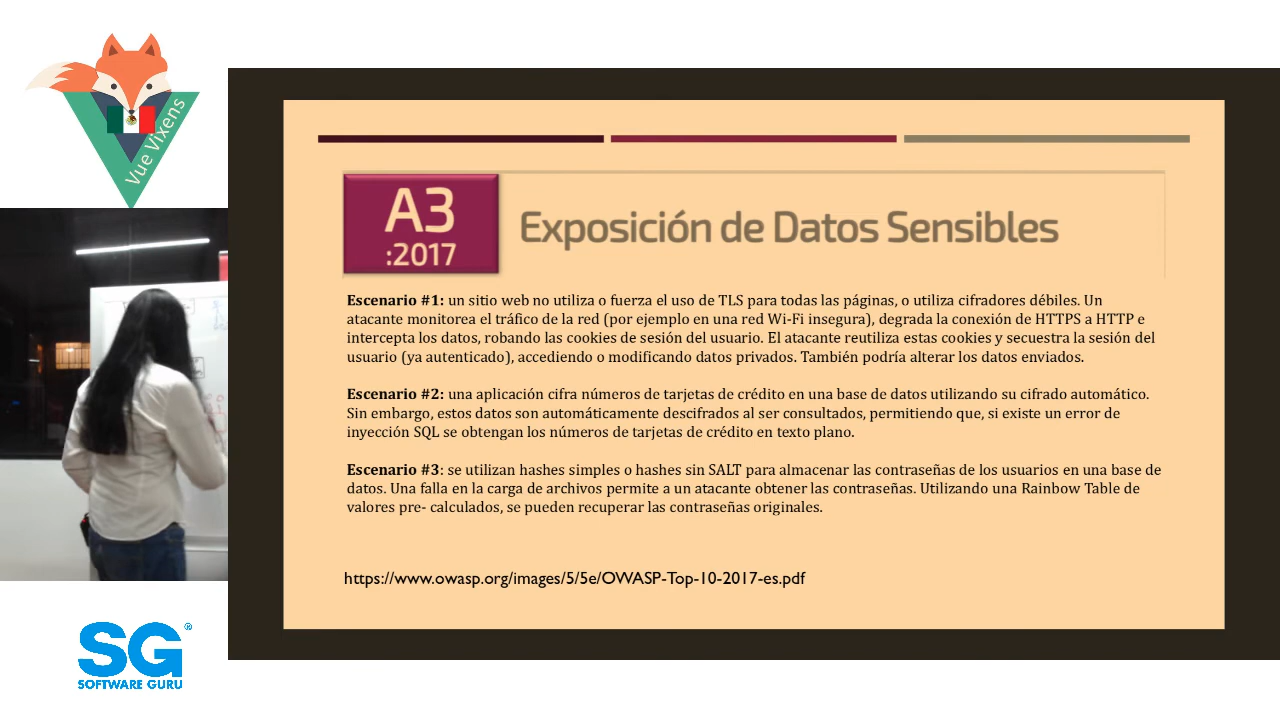 Vue Vixens
A3
:2017
Exposición de Datos Sensibles
Escenario #1: un sitio web no utiliza o fuerza el uso de TLS para todas las páginas, o utiliza cifradores débiles. Un
atacante monitorea el tráfico de la red (por ejemplo en una red Wi-Fi insegura), degrada la conexión de HTTPS a HTTP e
intercepta los datos, robando las cookies de sesión del usuario. El atacante reutiliza estas cookies y secuestra la sesión del
usuario (ya autenticado), accediendo o modificando datos privados. También podría alterar los datos enviados.
Escenario #2: una aplicación cifra números de tarjetas de crédito en una base de datos utilizando su cifrado automático.
Sin embargo, estos datos son automáticamente descifrados al ser consultados, permitiendo que, si existe un error de
inyección SQL se obtengan los números de tarjetas de crédito en texto plano.
Escenario #3: se utilizan hashes simples o hashes sin SALT para almacenar las contraseñas de los usuarios en una base de
datos. Una falla en la carga de archivos permite a un atacante obtener las contraseñas. Utilizando una Rainbow Table de
valores pre- calculados, se pueden recuperar las contraseñas originales.
https://www.owasp.org/images/5/5e/OWASP-Top-10-2017-es.pdf
SG®
SOFTWARE GURU